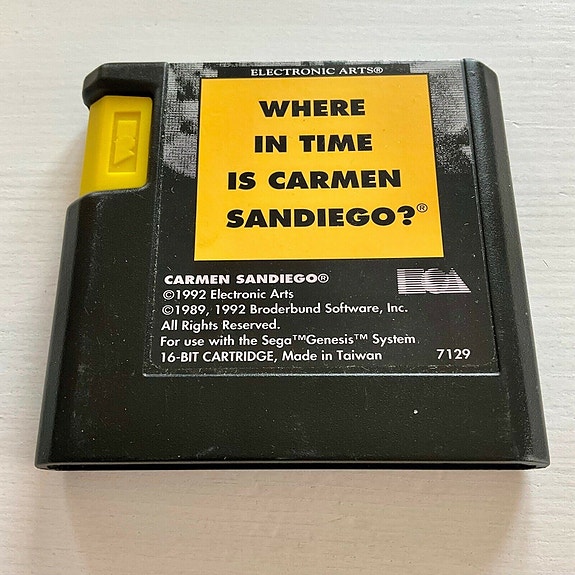 ELECTRONIC ARTS®
WHERE
IN TIME
IS CARMEN
SANDIEGO?®
CARMEN SANDIEGO®
©1992 Electronic Arts
©1989, 1992 Broderbund Software, Inc.
All Rights Reserved.
For use with the Sega™Genesis™ System
16-BIT CARTRIDGE, Made in Taiwan 7129
EA